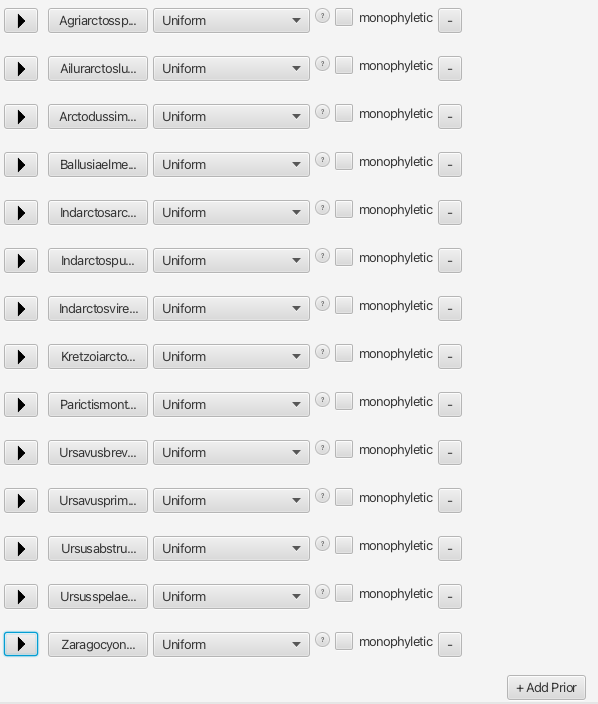 Agriarctossp... Uniform ? monophyletic -
Ailurarctoslu... Uniform ? monophyletic -
Arctodussim... Uniform ? monophyletic -
Ballusiaelme... Uniform ? monophyletic -
Indarctosarc... Uniform ? monophyletic -
Indarctospu... Uniform ? monophyletic -
Indarctosvire... Uniform ? monophyletic -
Kretzoiarcto... Uniform ? monophyletic -
Parictismont... Uniform ? monophyletic -
Ursavusbrev... Uniform ? monophyletic -
Ursavusprim... Uniform ? monophyletic -
Ursusabstru... Uniform ? monophyletic -
Ursusspelae... Uniform ? monophyletic -
Zaragocyon... Uniform ? monophyletic -
+ Add Prior